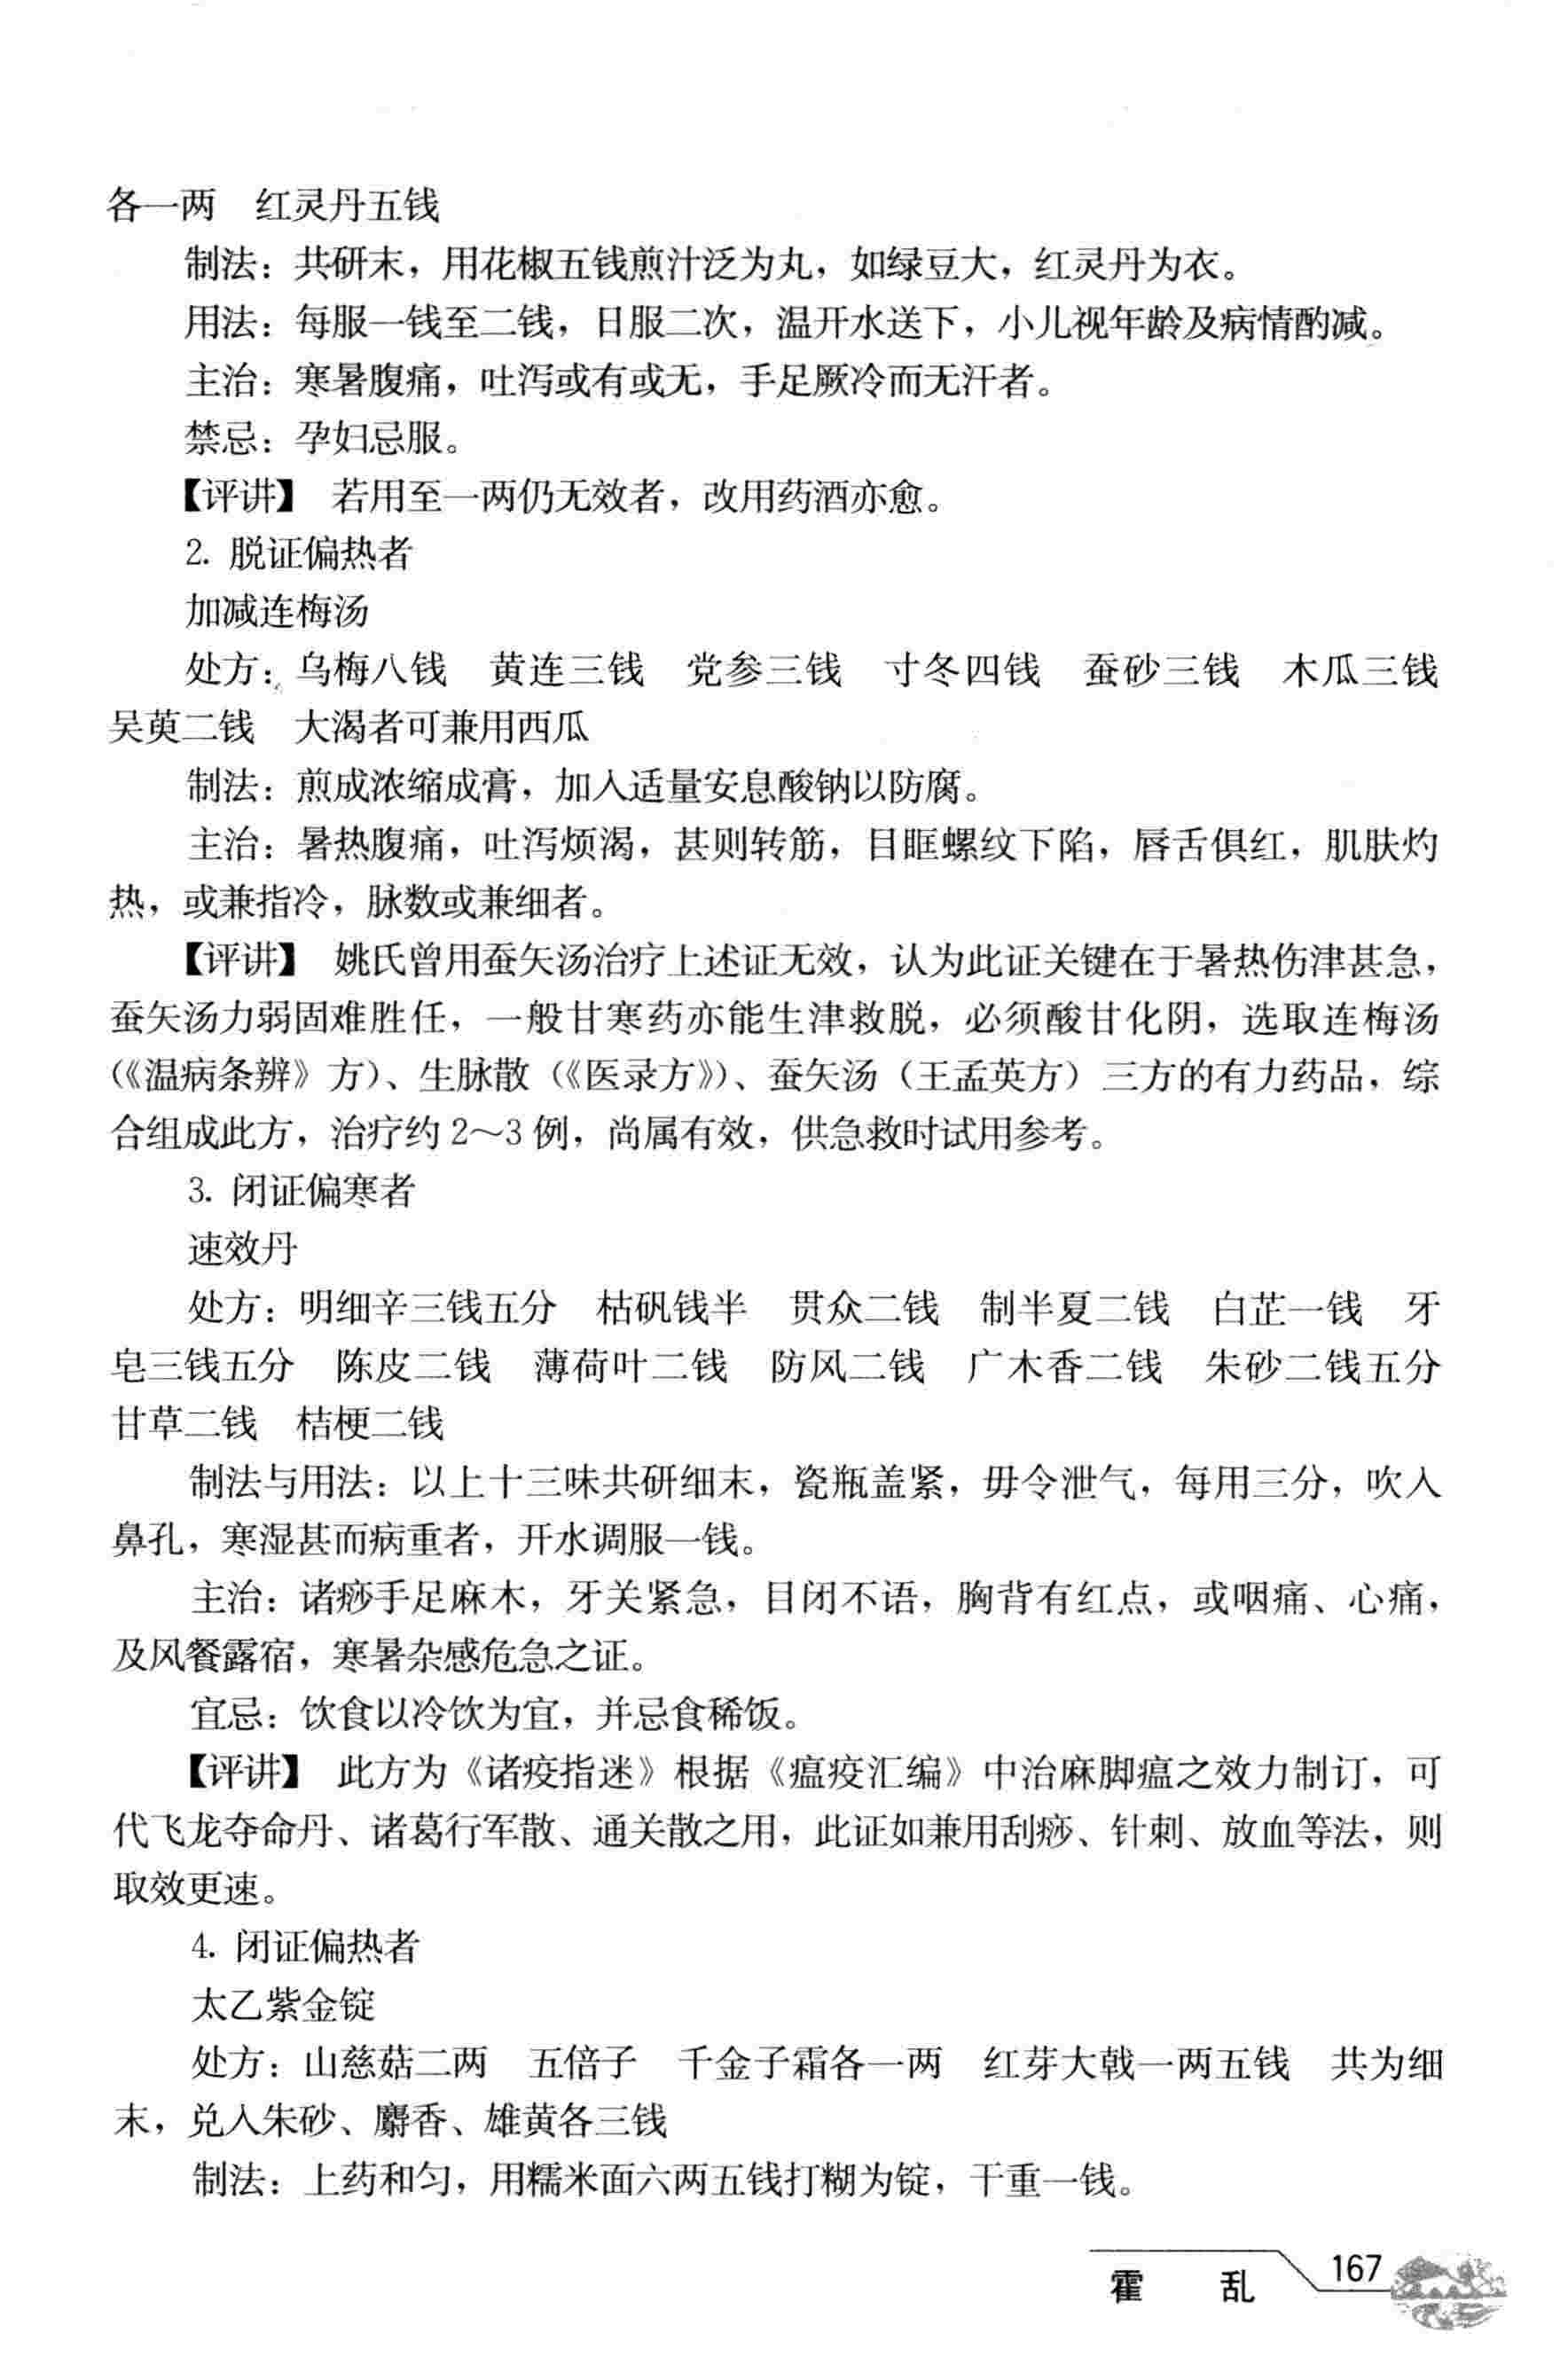 各一两　红灵丹五钱
制法：共研末，用花椒五钱煎汁泛为丸，如绿豆大，红灵丹为衣。
用法：每服一钱至二钱，日服二次，温开水送下，小儿视年龄及病情酌减。
主治：寒暑腹痛，吐泻或有或无，手足厥冷而无汗者。
禁忌：孕妇忌服。
【评讲】　若用至一两仍无效者，改用药酒亦愈。
2. 脱证偏热者
加减连梅汤
处方：乌梅八钱　黄连三钱　党参三钱　寸冬四钱　蚕砂三钱　木瓜三钱
吴萸二钱　大渴者可兼用西瓜
制法：煎成浓缩成膏，加入适量安息酸钠以防腐。
主治：暑热腹痛，吐泻烦渴，甚则转筋，目眶螺纹下陷，唇舌俱红，肌肤灼
热，或兼指冷，脉数或兼细者。
【评讲】　姚氏曾用蚕矢汤治疗上述证无效，认为此证关键在于暑热伤津甚急，
蚕矢汤力弱固难胜任，一般甘寒药亦能生津救脱，必须酸甘化阴，选取连梅汤
（《温病条辨》方）、生脉散（《医录方》）、蚕矢汤（王孟英方）三方的有力药品，综
合组成此方，治疗约2～3例，尚属有效，供急救时试用参考。
3. 闭证偏寒者
速效丹
处方：明细辛三钱五分　枯矾钱半　贯众二钱　制半夏二钱　白芷一钱　牙
皂三钱五分　陈皮二钱　薄荷叶二钱　防风二钱　广木香二钱　朱砂二钱五分
甘草二钱　桔梗二钱
制法与用法：以上十三味共研细末，瓷瓶盖紧，毋令泄气，每用三分，吹入
鼻孔，寒湿甚而病重者，开水调服一钱。
主治：诸痧手足麻木，牙关紧急，目闭不语，胸背有红点，或咽痛、心痛，
及风餐露宿，寒暑杂感危急之证。
宜忌：饮食以冷饮为宜，并忌食稀饭。
【评讲】　此方为《诸疫指迷》根据《瘟疫汇编》中治麻脚瘟之效力制订，可
代飞龙夺命丹、诸葛行军散、通关散之用，此证如兼用刮痧、针刺、放血等法，则
取效更速。
4. 闭证偏热者
太乙紫金锭
处方：山慈菇二两　五倍子　千金子霜各一两　红芽大戟一两五钱　共为细
末，兑入朱砂、麝香、雄黄各三钱
制法：上药和匀，用糯米面六两五钱打糊为锭，干重一钱。
霍　乱　167